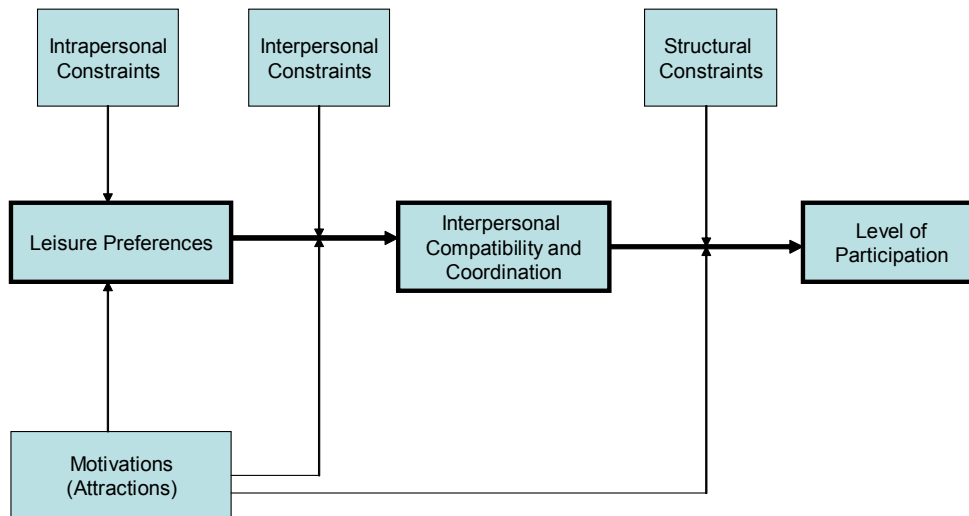 Intrapersonal
Constraints
Interpersonal
Constraints
Structural
Constraints
Leisure Preferences
Interpersonal
Compatibility and
Coordination
Level of
Participation
Motivations
(Attractions)